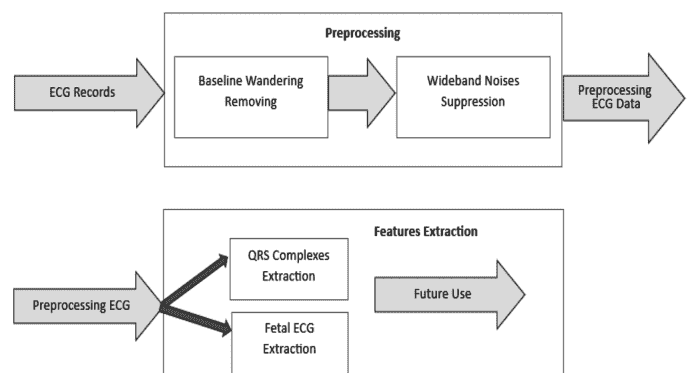 Preprocessing
ECG Records
Baseline Wandering
Removing
Wideband Noises
Suppression
Preprocessing
ECG Data
Features Extraction
QRS Complexes
Extraction
Preprocessing ECG
Future Use
Fetal ECG
Extraction